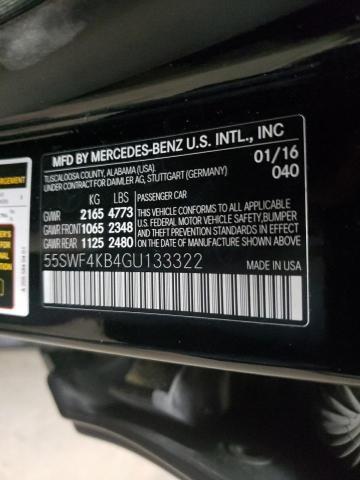 MFD BY MERCEDES-BENZ U.S. INTL., INC
TUSCALOOSA COUNTY, ALABAMA (USA) 01/16
UNDER CONTRACT FOR DAIMLER AG, STUTTGART (GERMANY) 040
KG LBS PASSENGER CAR
GVWR 2165 4773 THIS VEHICLE CONFORMS TO ALL APPLICABLE
GAWR FRONT 1065 2348 U.S. FEDERAL MOTOR VEHICLE SAFETY,BUMPER
GAWR REAR 1125 2480 AND THEFT PREVENTION STANDARDS IN EFFECT
ON THE DATE OF MANUFACTURE SHOWN ABOVE.
55SWF4KB4GU133322